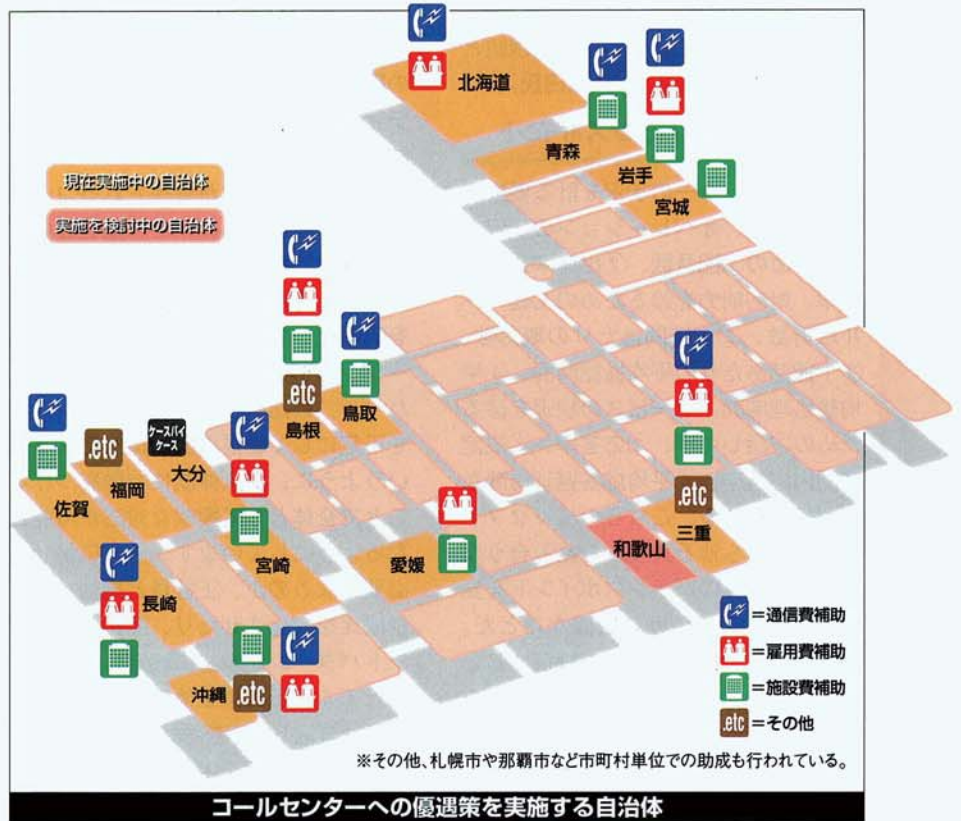 北海道
青森
岩手
宮城
現在実施中の自治体
実施を検討中の自治体
.etc
島根
鳥取
.etc
福岡
ケースバイ
ケース
大分
佐賀
宮崎
愛媛
.etc
三重
和歌山
長崎
沖縄
.etc
=通信費補助
=雇用費補助
=施設費補助
.etc
=その他
※その他、札幌市や那覇市など市町村単位での助成も行われている。
コールセンターへの優遇策を実施する自治体